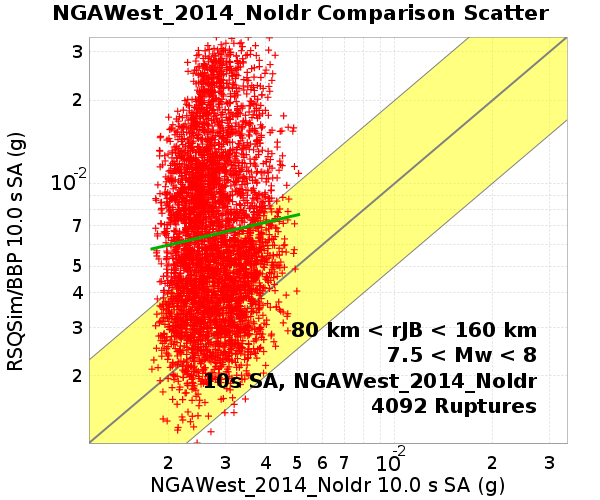 NGAWest_2014_NoIdr Comparison Scatter
3
2
10-2
7
5
4
3
2
RSQSim/BBP 10.0 s SA (g)
80 km < rJB < 160 km
7.5 < Mw < 8
10s SA, NGAWest_2014_NoIdr
4092 Ruptures
2 3 4 5 6 7 10-2 2 3
NGAWest_2014_NoIdr 10.0 s SA (g)